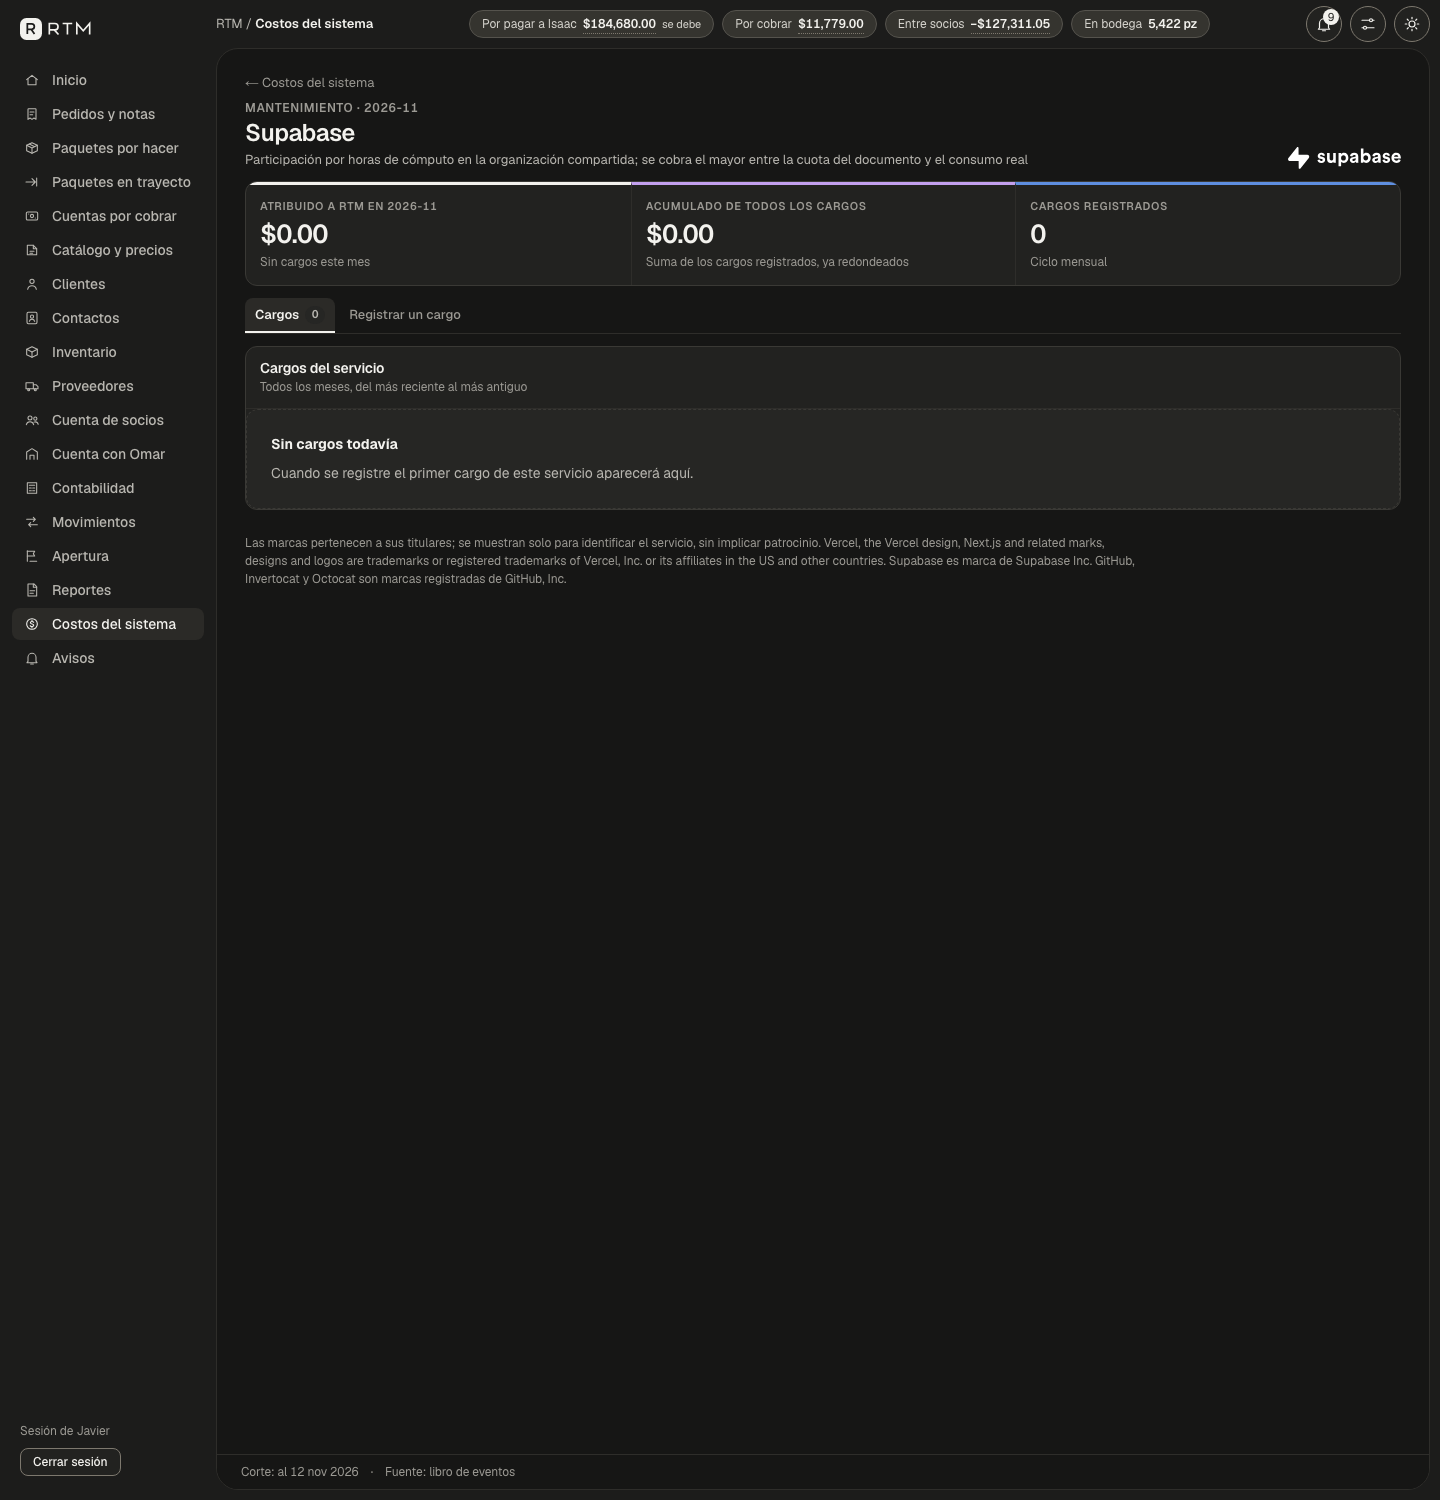 R RTM
RTM / Costos del sistema
Por pagar a Isaac $184,680.00 se debe
Por cobrar $11,779.00
Entre socios −$127,311.05
En bodega 5,422 pz
9
Inicio
Pedidos y notas
Paquetes por hacer
Paquetes en trayecto
Cuentas por cobrar
Catálogo y precios
Clientes
Contactos
Inventario
Proveedores
Cuenta de socios
Cuenta con Omar
Contabilidad
Movimientos
Apertura
Reportes
Costos del sistema
Avisos
Sesión de Javier
Cerrar sesión
← Costos del sistema
MANTENIMIENTO · 2026-11
Supabase
Participación por horas de cómputo en la organización compartida; se cobra el mayor entre la cuota del documento y el consumo real
supabase
ATRIBUIDO A RTM EN 2026-11
$0.00
Sin cargos este mes
ACUMULADO DE TODOS LOS CARGOS
$0.00
Suma de los cargos registrados, ya redondeados
CARGOS REGISTRADOS
0
Ciclo mensual
Cargos 0
Registrar un cargo
Cargos del servicio
Todos los meses, del más reciente al más antiguo
Sin cargos todavía
Cuando se registre el primer cargo de este servicio aparecerá aquí.
Las marcas pertenecen a sus titulares; se muestran solo para identificar el servicio, sin implicar patrocinio. Vercel, the Vercel design, Next.js and related marks,
designs and logos are trademarks or registered trademarks of Vercel, Inc. or its affiliates in the US and other countries. Supabase es marca de Supabase Inc. GitHub,
Invertocat y Octocat son marcas registradas de GitHub, Inc.
Corte: al 12 nov 2026 · Fuente: libro de eventos